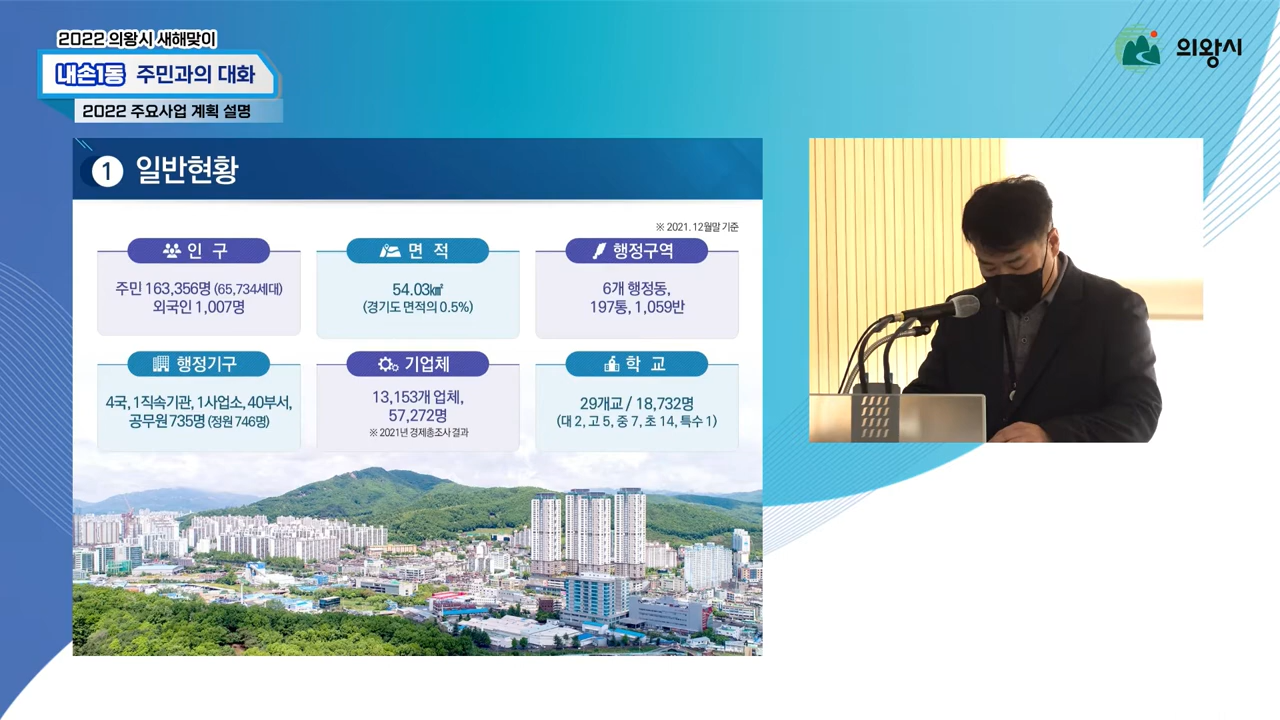 2022 의왕시 새해맞이
내손1동 주민과의 대화
2022 주요사업 계획 설명
의왕시
1 일반현황
※ 2021. 12월말 기준
인 구
주민 163,356명 (65,734세대)
외국인 1,007명
면 적
54.03㎢
(경기도 면적의 0.5%)
행정구역
6개 행정동,
197통, 1,059반
행정기구
4국, 1직속기관, 1사업소, 40부서,
공무원 735명 (정원 746명)
기업체
13,153개 업체,
57,272명
※ 2021년 경제총조사 결과
학 교
29개교 / 18,732명
(대 2, 고 5, 중 7, 초 14, 특수 1)